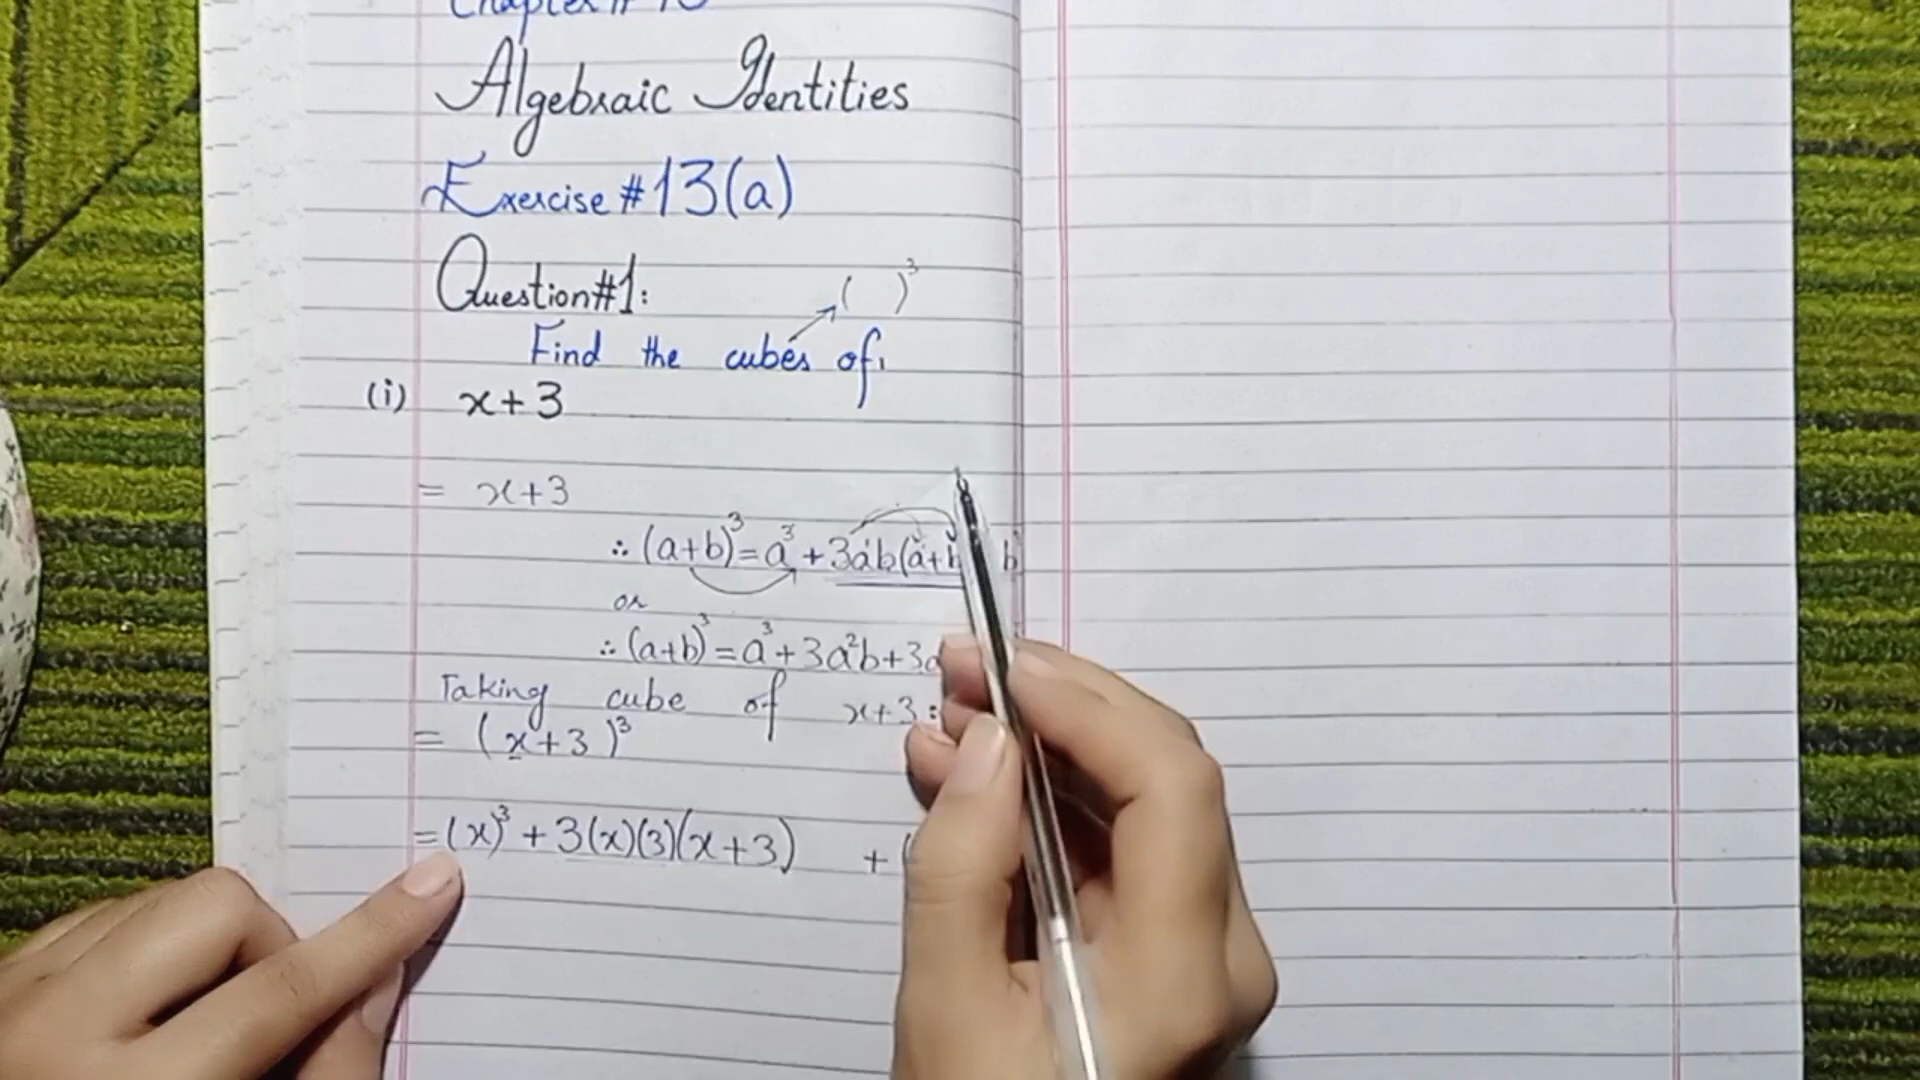 Algebraic Identities
Exercise # 13(a)
Question#1:
( )³
Find the cubes of,
(i) x+3
= x+3
∴ (a+b)³ = a³ + 3ab(a+b b
or
∴ (a+b)³ = a³ + 3a²b + 3a
Taking cube of x+3:
= (x+3)³
= (x)³ + 3(x)(3)(x+3) + (